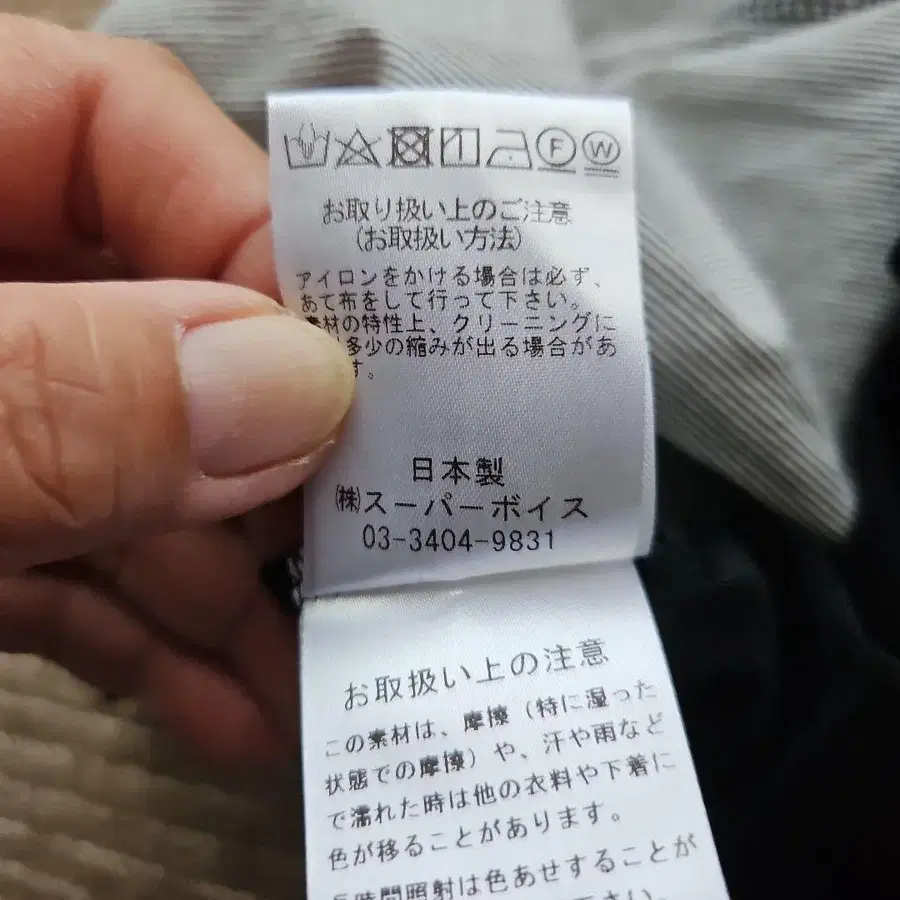 F W
お取り扱い上のご注意
(お取扱い方法)
アイロンをかける場合は必ず、
あて布をして行って下さい。
素材の特性上、クリーニングに
多少の縮みが出る場合があ
す。
日本製
㈱スーパーボイス
03-3404-9831
お取扱い上の注意
この素材は、摩擦（特に湿った
状態での摩擦）や、汗や雨など
で濡れた時は他の衣料や下着に
色が移ることがあります。
長時間照射は色あせすることが
下さい。